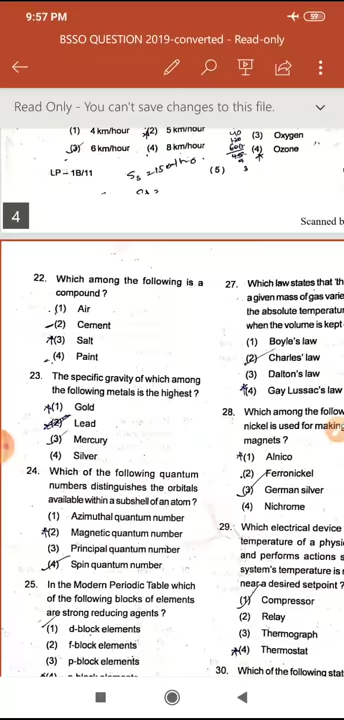 9:57 PM
59
BSSO QUESTION 2019-converted - Read-only
Read Only - You can't save changes to this file.
(1) 4 km/hour (2) 5 km/hour
(3) 6 km/hour (4) 8 km/hour
LP – 1B/11
(3) Oxygen
(4) Ozone
(5)
4
Scanned b
22. Which among the following is a
compound ?
(1) Air
(2) Cement
(3) Salt
(4) Paint
23. The specific gravity of which among
the following metals is the highest ?
(1) Gold
(2) Lead
(3) Mercury
(4) Silver
24. Which of the following quantum
numbers distinguishes the orbitals
available within a subshell of an atom ?
(1) Azimuthal quantum number
(2) Magnetic quantum number
(3) Principal quantum number
(4) Spin quantum number
25. In the Modern Periodic Table which
of the following blocks of elements
are strong reducing agents ?
(1) d-block elements
(2) f-block elements
(3) p-block elements
27. Which law states that 'th
a given mass of gas varie
the absolute temperatur
when the volume is kept
(1) Boyle's law
(2) Charles' law
(3) Dalton's law
(4) Gay Lussac's law
28. Which among the follow
nickel is used for making
magnets ?
(1) Alnico
(2) Ferronickel
(3) German silver
(4) Nichrome
29. Which electrical device
temperature of a physic
and performs actions s
system's temperature is
near a desired setpoint ?
(1) Compressor
(2) Relay
(3) Thermograph
(4) Thermostat
30. Which of the following stat